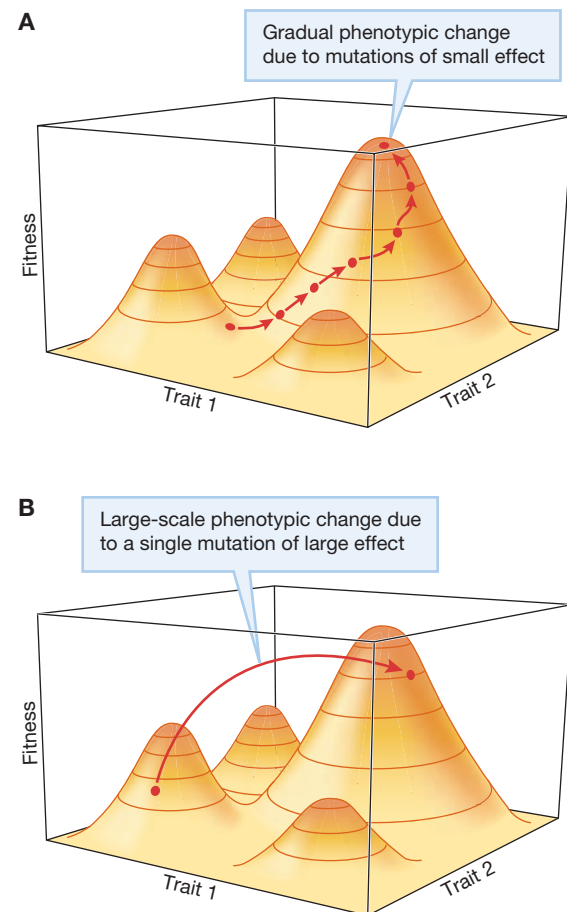 A
Gradual phenotypic change
due to mutations of small effect
Fitness
Trait 1
Trait 2
B
Large-scale phenotypic change due
to a single mutation of large effect
Fitness
Trait 1
Trait 2